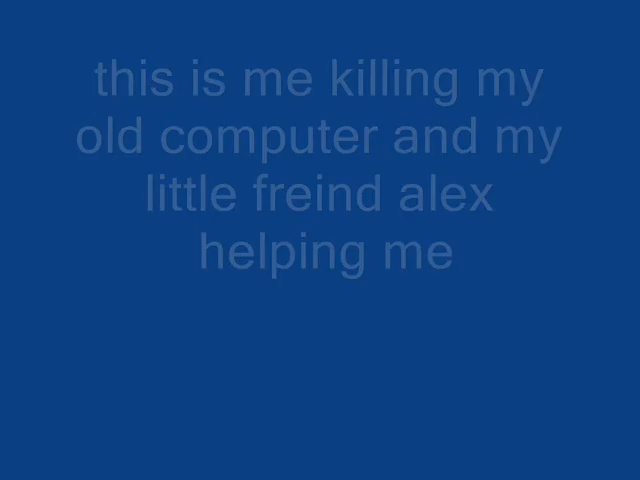 this is me killing my
old computer and my
little freind alex
helping me